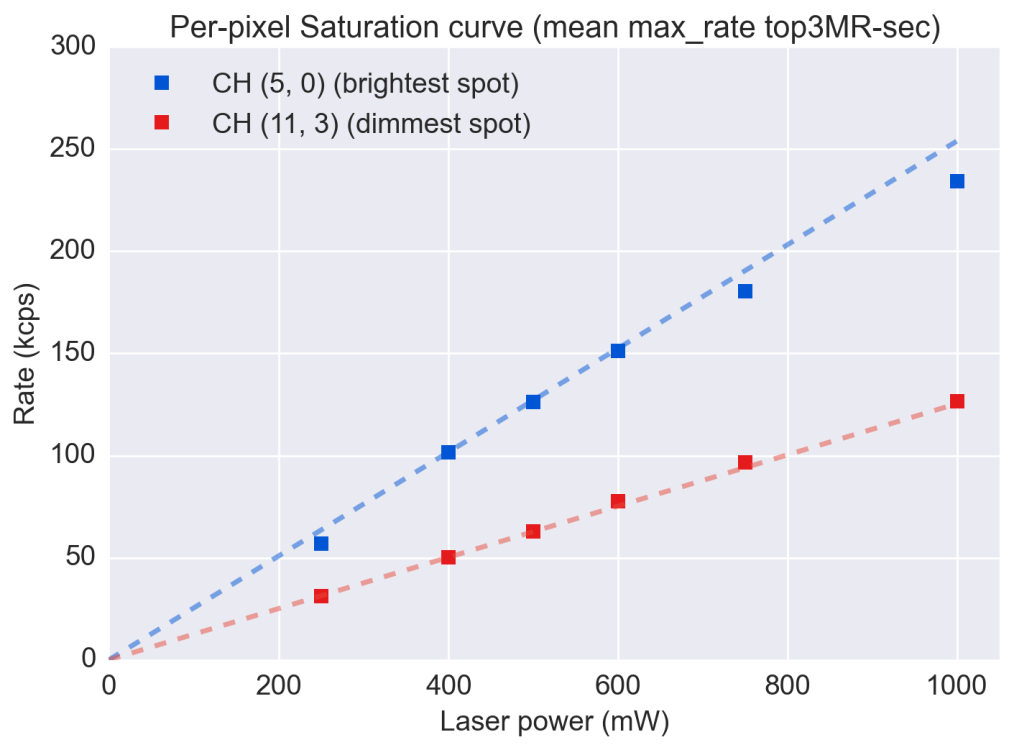 Per-pixel Saturation curve (mean max_rate top3MR-sec)
300
250
200
150
100
50
0
Rate (kcps)
CH (5, 0) (brightest spot)
CH (11, 3) (dimmest spot)
0 200 400 600 800 1000
Laser power (mW)